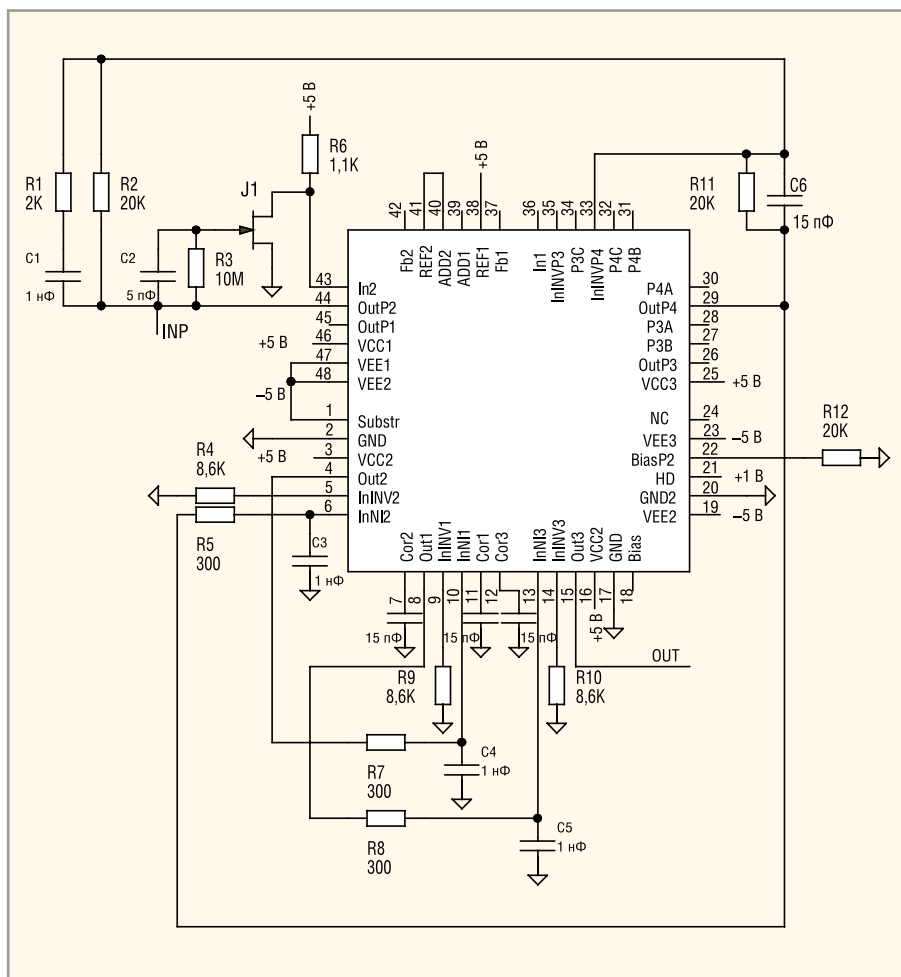 +5 В
R6
1,1K
+5 В
R1
2K
R2
20K
J1
R11
20K
C6
15 пФ
C1
1 нФ
C2
5 пФ
R3
10M
INP
42
41
40
39
38
37
36
35
34
33
32
31
Fb2
REF2
ADD2
ADD1
REF1
Fb1
In1
InINVP3
P3C
InINVP4
P4C
P4B
43
In2
44
OutP2
45
OutP1
+5 В
46
VCC1
47
VEE1
–5 В
48
VEE2
1
Substr
2
GND
+5 В
3
VCC2
4
Out2
5
InINV2
6
InNI2
P4A
30
OutP4
29
P3A
28
P3B
27
OutP3
26
VCC3
25
+5 В
NC
24
VEE3
23
–5 В
BiasP2
22
HD
21
+1 В
GND2
20
VEE2
19
–5 В
R12
20K
R4
8,6K
R5
300
C3
1 нФ
Cor2
Out1
InINV1
InNI1
Cor1
Cor3
InNI3
InINV3
Out3
VCC2
GND
Bias
7
8
9
10
11
12
13
14
15
16
17
18
15 пФ
15 пФ
15 пФ
+5 В
OUT
R9
8,6K
R10
8,6K
R7
300
C4
1 нФ
R8
300
C5
1 нФ